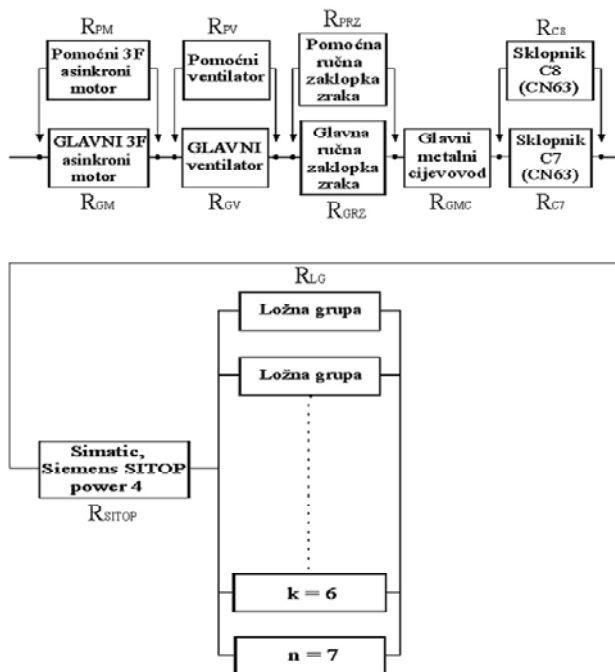 RPM
RPV
RPRZ
RC8
Pomoćni 3F
asinkroni
motor
Pomoćni
ventilator
Pomoćna
ručna
zaklopka
zraka
Sklopnik
C8
(CN63)
GLAVNI 3F
asinkroni
motor
GLAVNI
ventilator
Glavna
ručna
zaklopka
zraka
Glavni
metalni
cijevovod
Sklopnik
C7
(CN63)
RGM
RGV
RGRZ
RGMC
RC7
RLG
Ložna grupa
Ložna grupa
Simatic,
Siemens SITOP
power 4
RSITOP
k = 6
n = 7